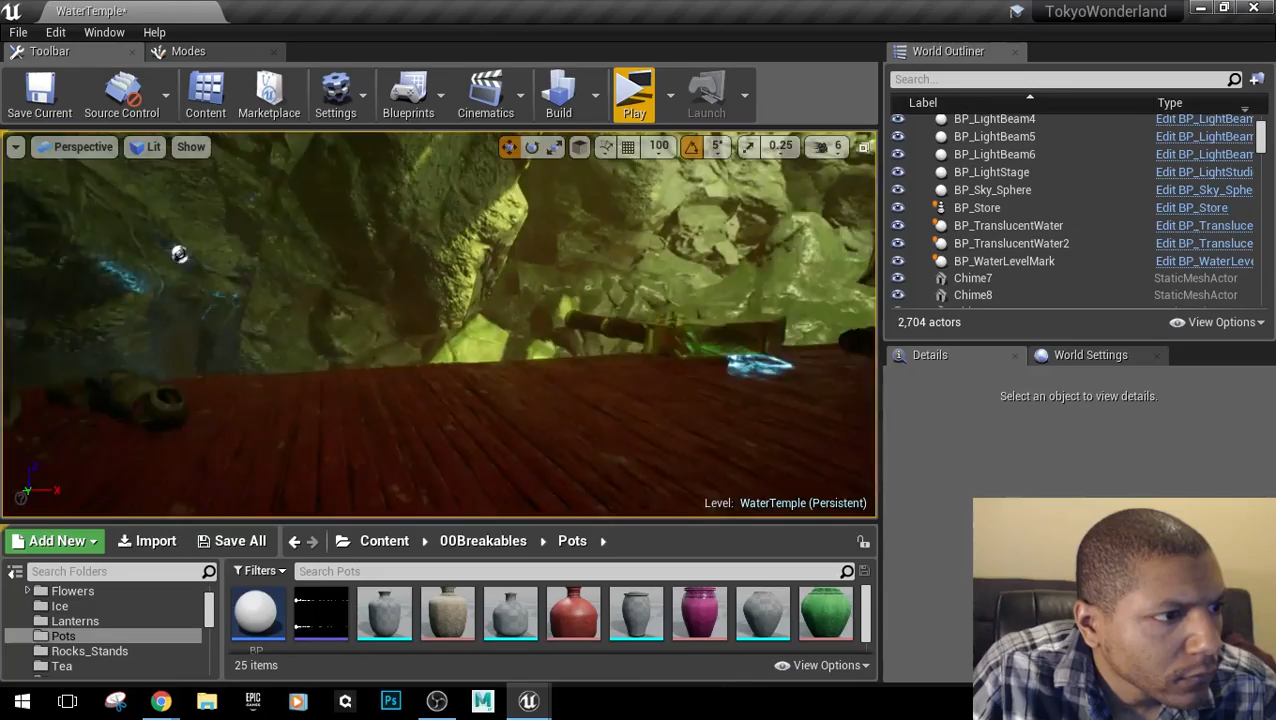 WaterTemple*
TokyoWonderland
File Edit Window Help
Toolbar
Modes
World Outliner
Save Current
Source Control
Content
Marketplace
Settings
Blueprints
Cinematics
Build
Play
Launch
Search...
Label
Type
Perspective
Lit
Show
100
5°
0.25
6
BP_LightBeam4 Edit BP_LightBeam
BP_LightBeam5 Edit BP_LightBeam
BP_LightBeam6 Edit BP_LightBeam
BP_LightStage Edit BP_LightStudi
BP_Sky_Sphere Edit BP_Sky_Sphe
BP_Store Edit BP_Store
BP_TranslucentWater Edit BP_Transluce
BP_TranslucentWater2 Edit BP_Transluce
BP_WaterLevelMark Edit BP_WaterLeve
Chime7 StaticMeshActor
Chime8 StaticMeshActor
2,704 actors
View Options
Details
World Settings
Select an object to view details.
X
Level: WaterTemple (Persistent)
Add New
Import
Save All
Content
00Breakables
Pots
Search Folders
Filters
Search Pots
Flowers
Ice
Lanterns
Pots
Rocks_Stands
Tea
BP
25 items
View Options
EPIC
GAMES
Ps
M